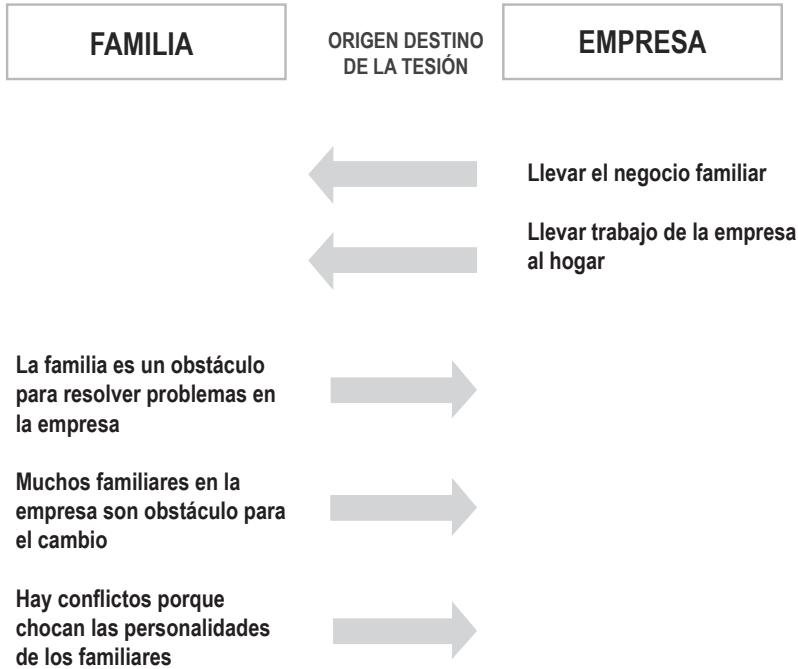 FAMILIA
ORIGEN DESTINO
DE LA TESIÓN
EMPRESA
Llevar el negocio familiar
Llevar trabajo de la empresa
al hogar
La familia es un obstáculo
para resolver problemas en
la empresa
Muchos familiares en la
empresa son obstáculo para
el cambio
Hay conflictos porque
chocan las personalidades
de los familiares